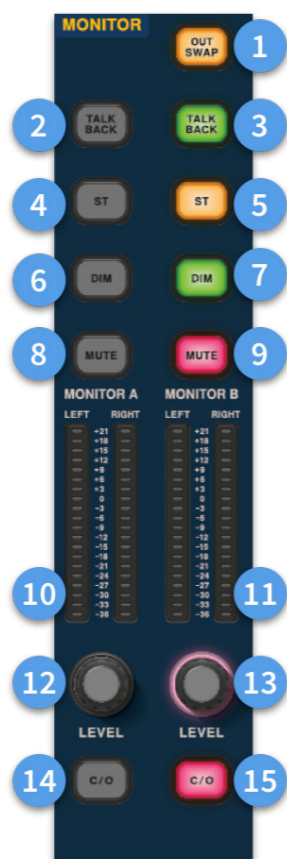 MONITOR
OUT SWAP 1
2 TALK BACK TALK BACK 3
4 ST ST 5
6 DIM DIM 7
8 MUTE MUTE 9
MONITOR A MONITOR B
LEFT RIGHT LEFT RIGHT
+21 +21
+18 +18
+15 +15
+12 +12
+9 +9
+6 +6
+3 +3
0 0
-3 -3
-6 -6
-9 -9
-12 -12
-15 -15
-18 -18
-21 -21
-24 -24
-27 -27
10 -30 -30 11
-33 -33
-36 -36
12 13
LEVEL LEVEL
14 C/O C/O 15